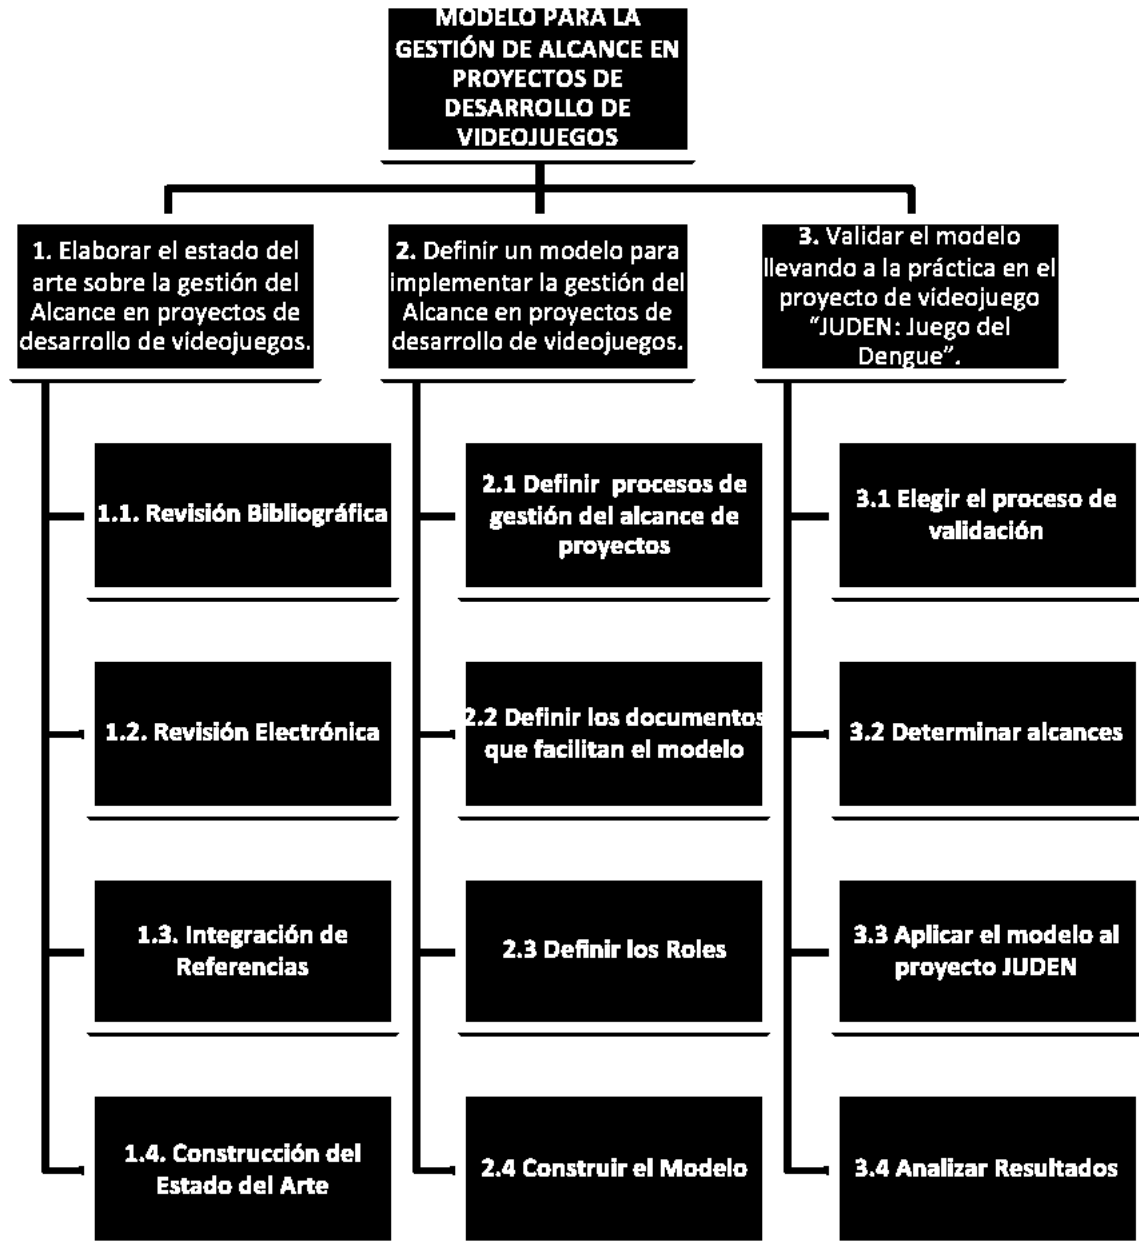 MODELO PARA LA
GESTIÓN DE ALCANCE EN
PROYECTOS DE
DESARROLLO DE
VIDEOJUEGOS
1. Elaborar el estado del
arte sobre la gestión del
Alcance en proyectos de
desarrollo de videojuegos.
2. Definir un modelo para
implementar la gestión del
Alcance en proyectos de
desarrollo de videojuegos.
3. Validar el modelo
llevando a la práctica en el
proyecto de videojuego
“JUDEN: Juego del
Dengue”.
1.1. Revisión Bibliográfica
1.2. Revisión Electrónica
1.3. Integración de
Referencias
1.4. Construcción del
Estado del Arte
2.1 Definir procesos de
gestión del alcance de
proyectos
2.2 Definir los documentos
que facilitan el modelo
2.3 Definir los Roles
2.4 Construir el Modelo
3.1 Elegir el proceso de
validación
3.2 Determinar alcances
3.3 Aplicar el modelo al
proyecto JUDEN
3.4 Analizar Resultados